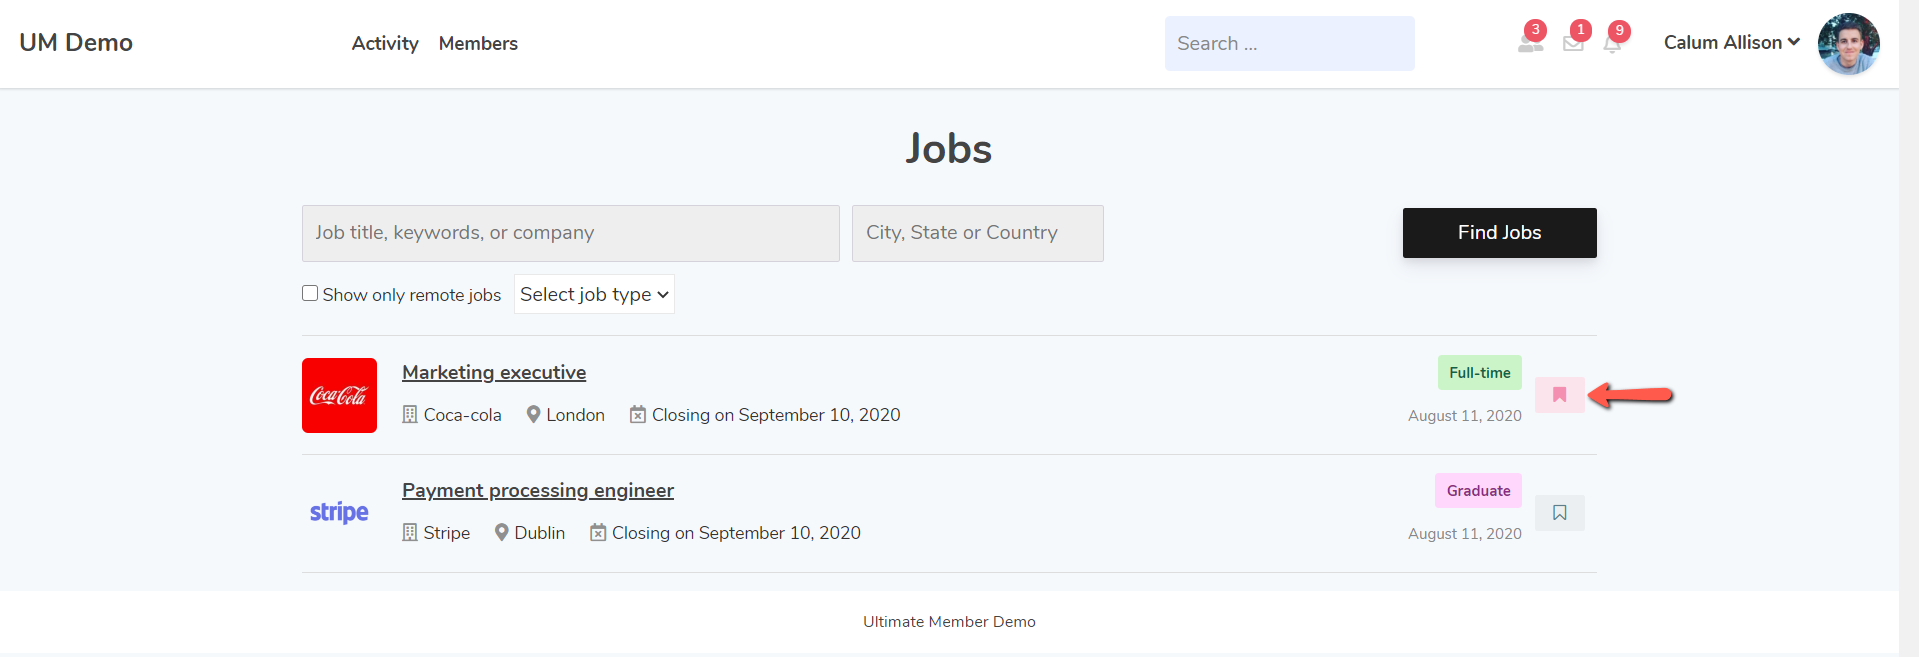 UM Demo
Activity Members
Search ...
3 1 9
Calum Allison
Jobs
Job title, keywords, or company
City, State or Country
Find Jobs
Show only remote jobs
Select job type
Coca-Cola
Marketing executive
Full-time
Coca-cola London Closing on September 10, 2020
August 11, 2020
stripe
Payment processing engineer
Graduate
Stripe Dublin Closing on September 10, 2020
August 11, 2020
Ultimate Member Demo